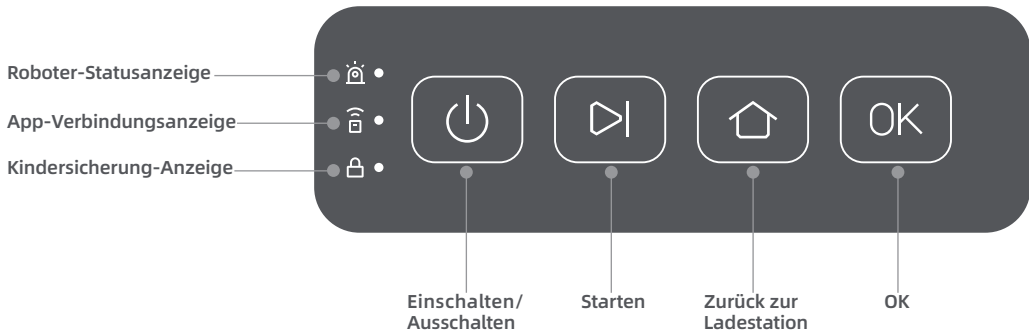 Roboter-Statusanzeige
App-Verbindungsanzeige
Kindersicherung-Anzeige
OK
Einschalten/
Ausschalten
Starten
Zurück zur
Ladestation
OK